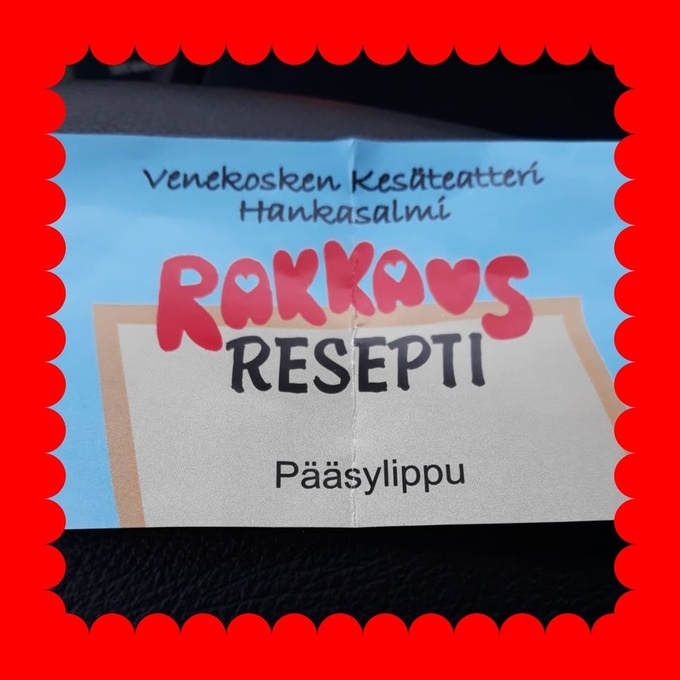 Venekosken Kesäteatteri
Hankasalmi
RAKKAUS
RESEPTI
Pääsylippu